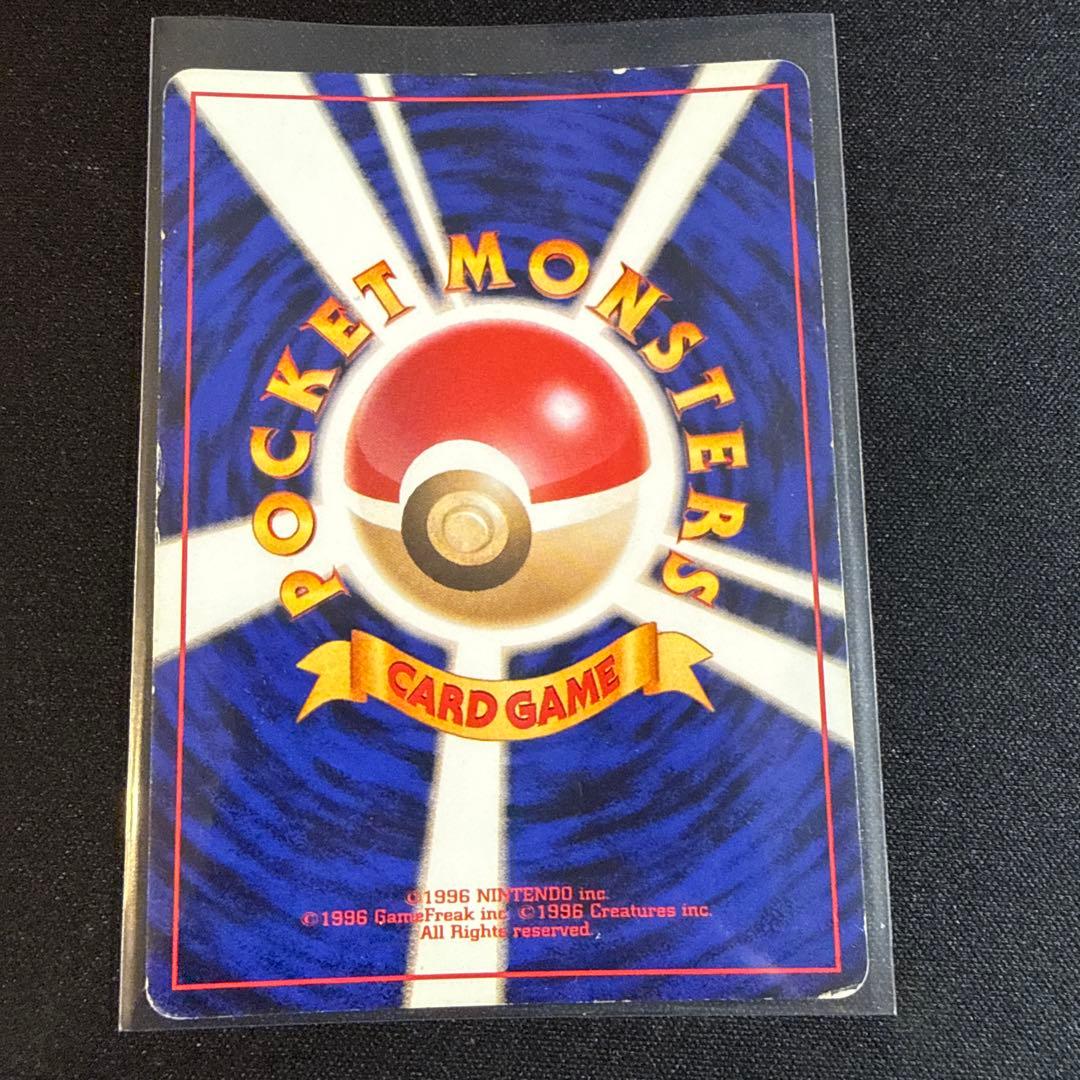 POCKET MONSTERS
CARD GAME
©1996 NINTENDO inc.
©1996 GameFreak inc. ©1996 Creatures inc.
All Rights reserved.